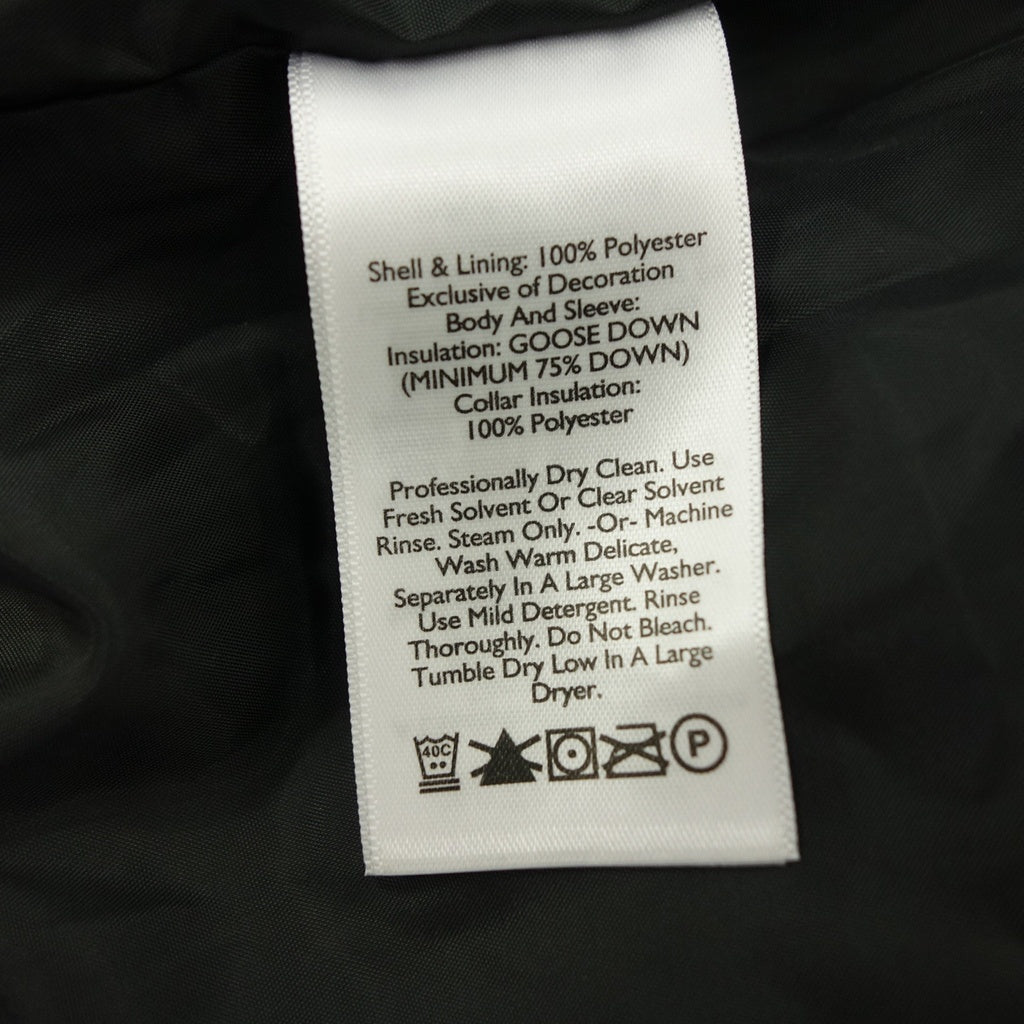 Shell & Lining: 100% Polyester
Exclusive of Decoration
Body And Sleeve:
Insulation: GOOSE DOWN
(MINIMUM 75% DOWN)
Collar Insulation:
100% Polyester
Professionally Dry Clean. Use
Fresh Solvent Or Clear Solvent
Rinse. Steam Only. -Or- Machine
Wash Warm Delicate,
Separately In A Large Washer.
Use Mild Detergent. Rinse
Thoroughly. Do Not Bleach.
Tumble Dry Low In A Large
Dryer.
40C P